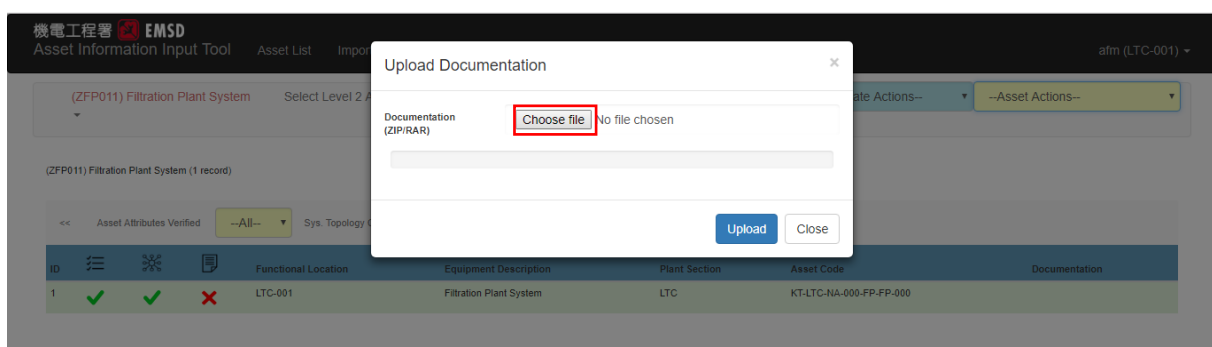 機電工程署 EMSD
Asset Information Input Tool Asset List Impor afm (LTC-001)
Upload Documentation ×
(ZFP011) Filtration Plant System Select Level 2 A ate Actions-- --Asset Actions--
Documentation
(ZIP/RAR)
Choose file No file chosen
(ZFP011) Filtration Plant System (1 record)
<< Asset Attributes Verified --All-- Sys. Topology
Upload Close
ID Functional Location Equipment Description Plant Section Asset Code Documentation
1 LTC-001 Filtration Plant System LTC KT-LTC-NA-000-FP-FP-000